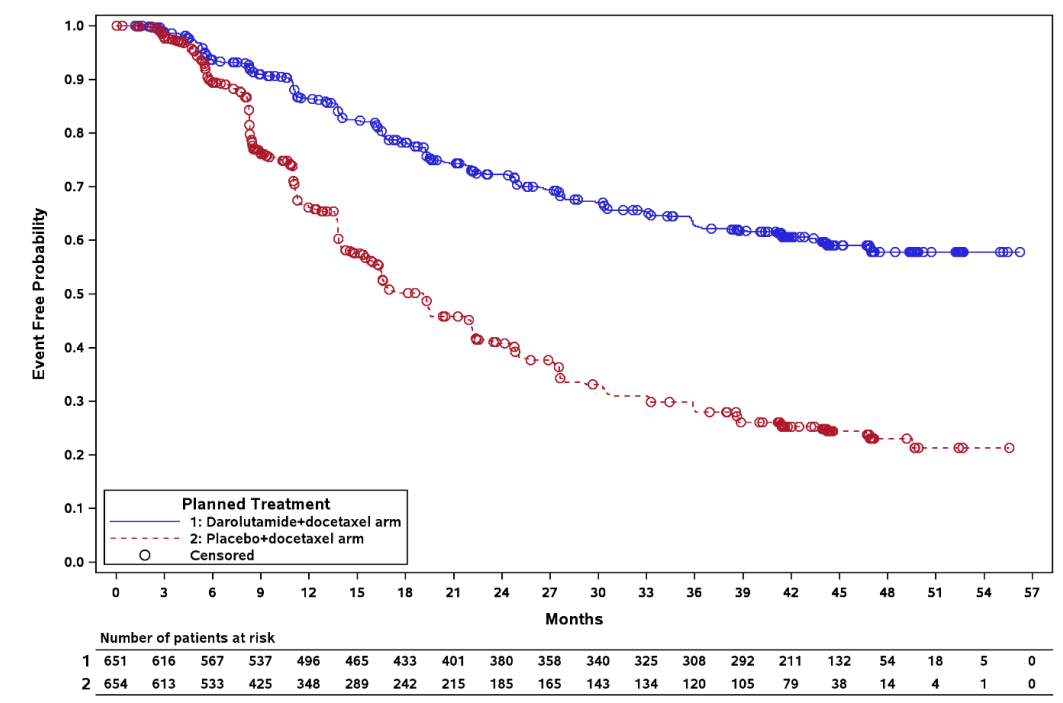 Event Free Probability
1.0
0.9
0.8
0.7
0.6
0.5
0.4
0.3
0.2
0.1
0.0
Planned Treatment
1: Darolutamide+docetaxel arm
2: Placebo+docetaxel arm
Censored
0 3 6 9 12 15 18 21 24 27 30 33 36 39 42 45 48 51 54 57
Months
Number of patients at risk
1 651 616 567 537 496 465 433 401 380 358 340 325 308 292 211 132 54 18 5 0
2 654 613 533 425 348 289 242 215 185 165 143 134 120 105 79 38 14 4 1 0